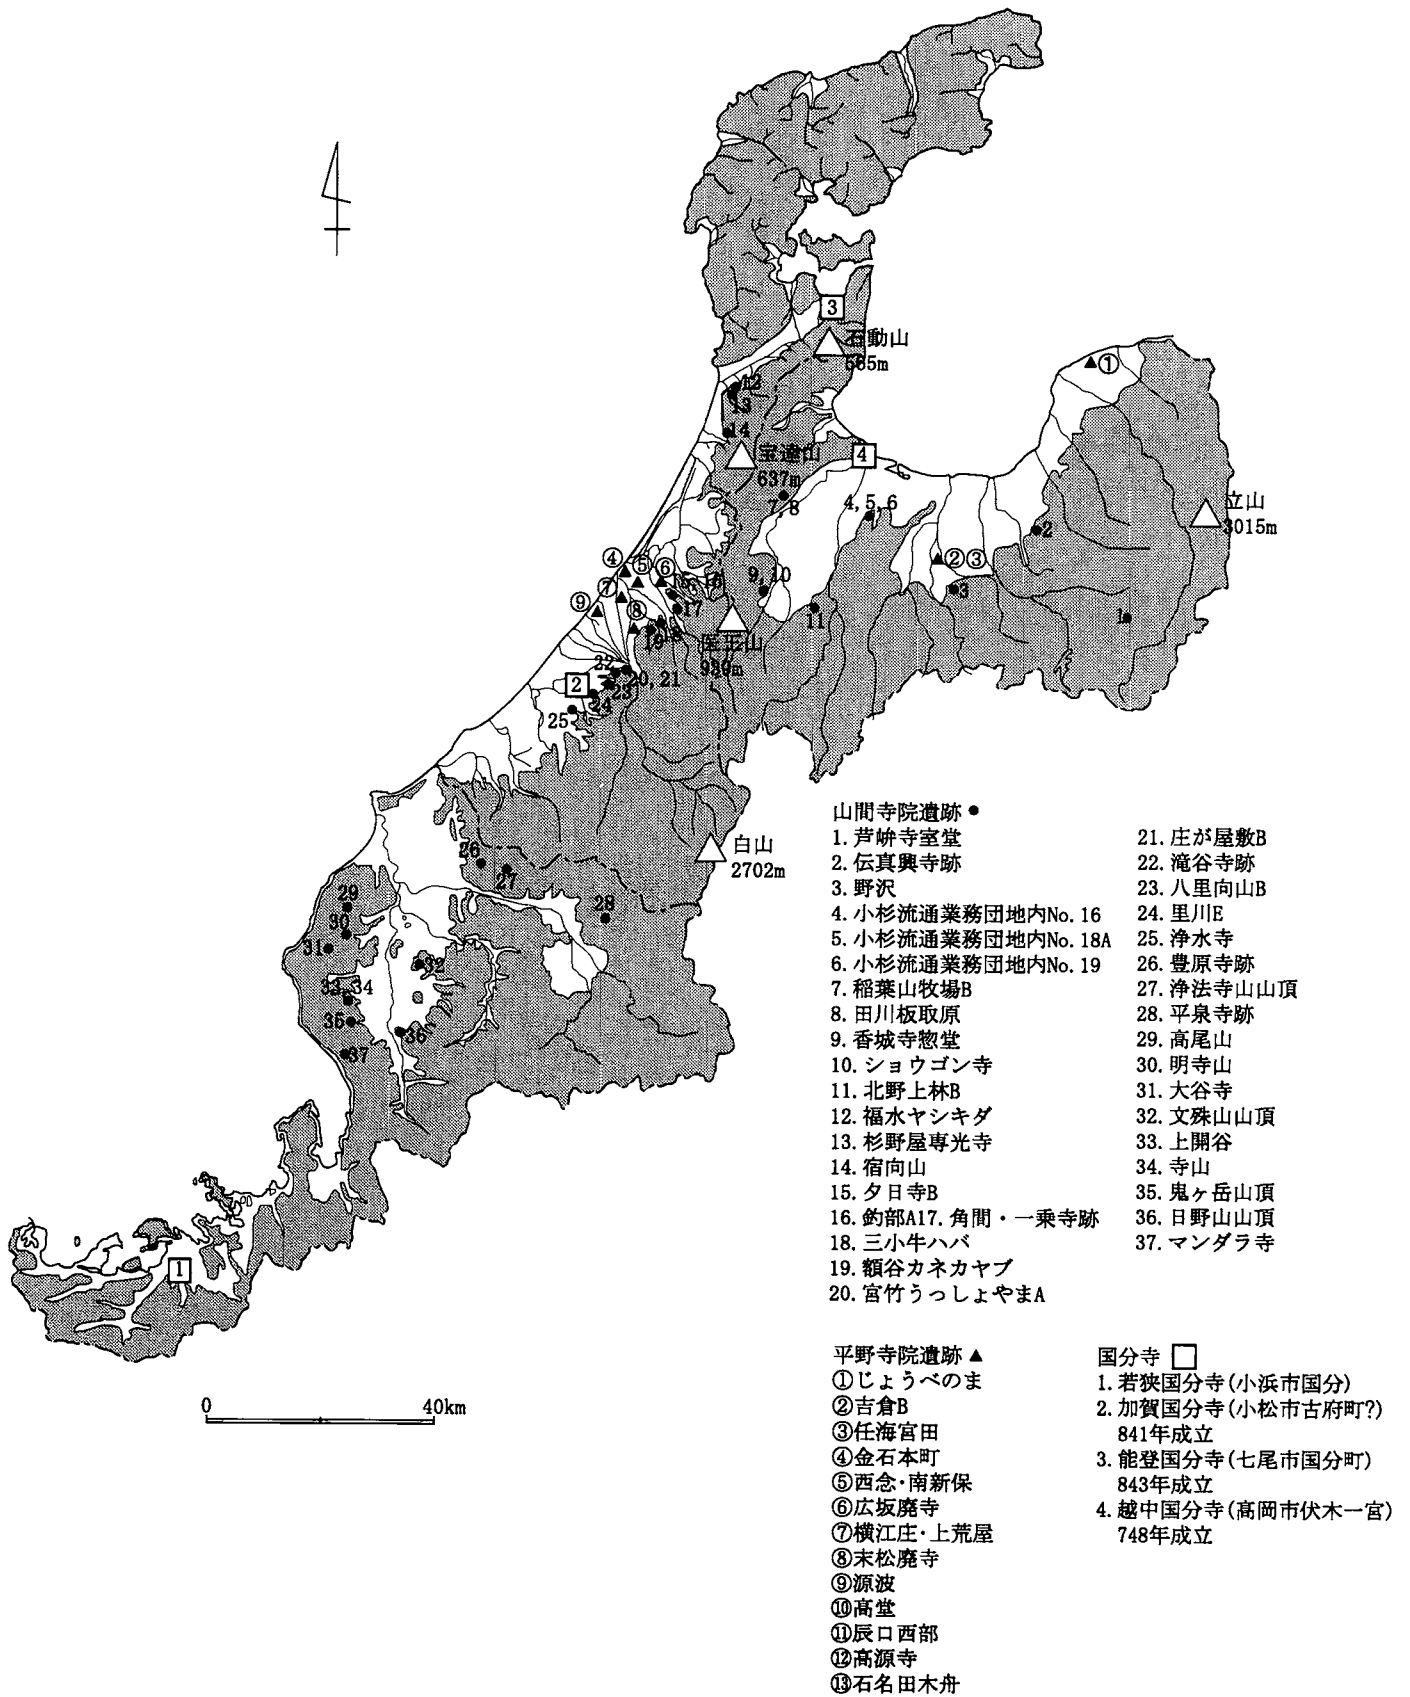 3
石動山
565m
①
12
13
14
宝達山
637m
7,8
4
4,5,6
立山
3015m
2
②③
3
1
④
⑤
⑥
⑦
⑧
⑨
15,16
17
18
19
9,10
11
医王山
939m
22
20,21
2
23
24
25
白山
2702m
26
27
28
29
30
31
32
33,34
35
36
37
1
0 40km
山間寺院遺跡●
1.芦峅寺室堂
2.伝真興寺跡
3.野沢
4.小杉流通業務団地内No.16
5.小杉流通業務団地内No.18A
6.小杉流通業務団地内No.19
7.稲葉山牧場B
8.田川板取原
9.香城寺惣堂
10.ショウゴン寺
11.北野上林B
12.福水ヤシキダ
13.杉野屋専光寺
14.宿向山
15.夕日寺B
16.釣部A17.角間・一乗寺跡
18.三小牛ハバ
19.額谷カネカヤブ
20.宮竹うっしょやまA
21.庄が屋敷B
22.滝谷寺跡
23.八里向山B
24.里川E
25.浄水寺
26.豊原寺跡
27.浄法寺山山頂
28.平泉寺跡
29.高尾山
30.明寺山
31.大谷寺
32.文殊山山頂
33.上開谷
34.寺山
35.鬼ヶ岳山頂
36.日野山山頂
37.マンダラ寺
平野寺院遺跡▲
①じょうべのま
②吉倉B
③任海宮田
④金石本町
⑤西念・南新保
⑥広坂廃寺
⑦横江庄・上荒屋
⑧末松廃寺
⑨源波
⑩高堂
⑪辰口西部
⑫高源寺
⑬石名田木舟
国分寺□
1.若狭国分寺(小浜市国分)
2.加賀国分寺(小松市古府町?)
841年成立
3.能登国分寺(七尾市国分町)
843年成立
4.越中国分寺(高岡市伏木一宮)
748年成立